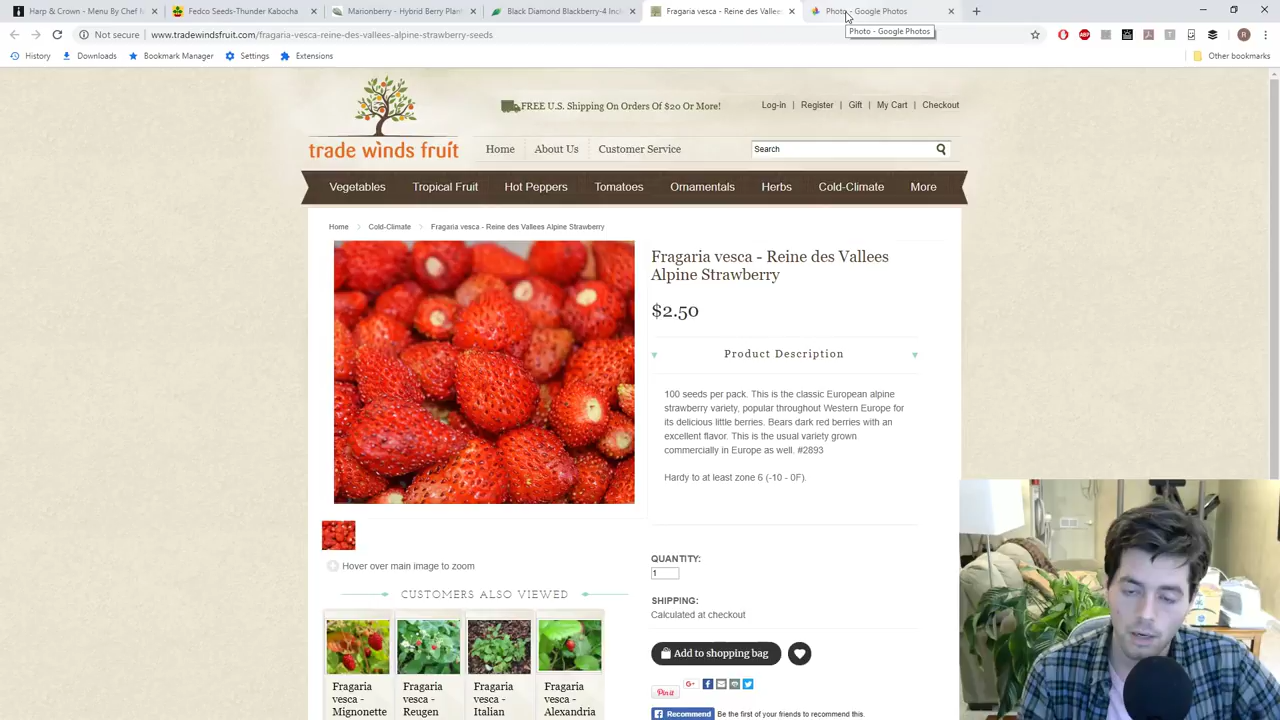 Menu By - Marionberry Crow
Fedco Seeds-Thunder Kahoka
Marionberry - Hybrid Berry Plant
Black Diamond Blackberry-4 Inch
Fragaria vesca - Reine des Vallees
Photo - Google Photos
Photo - Google Photos
Not secure
www.tradewindsfruit.com/fragaria-vesca-reine-des-vallees-alpine-strawberry-seeds
History
Downloads
Bookmark Manager
Settings
Extensions
Other bookmarks
trade winds fruit
FREE U.S. Shipping On Orders Of $20 Or More!
Log-in | Register | Gift | My Cart | Checkout
Home
About Us
Customer Service
Search
Vegetables
Tropical Fruit
Hot Peppers
Tomatoes
Ornamentals
Herbs
Cold-Climate
More
Home > Cold-Climate > Fragaria vesca - Reine des Vallees Alpine Strawberry
Fragaria vesca - Reine des Vallees
Alpine Strawberry
$2.50
Product Description
100 seeds per pack. This is the classic European alpine
strawberry variety, popular throughout Western Europe for
its delicious little berries. Bears dark red berries with an
excellent flavor. This is the usual variety grown
commercially in Europe as well. #2893
Hardy to at least zone 6 (-10 - 0F).
QUANTITY:
1
SHIPPING:
Calculated at checkout
Add to shopping bag
Pin it
Recommend
Be the first of your friends to recommend this.
Hover over main image to zoom
CUSTOMERS ALSO VIEWED
Fragaria
vesca -
Mignonette
Fragaria
vesca -
Reugen
Fragaria
vesca -
Italian
Fragaria
vesca -
Alexandria